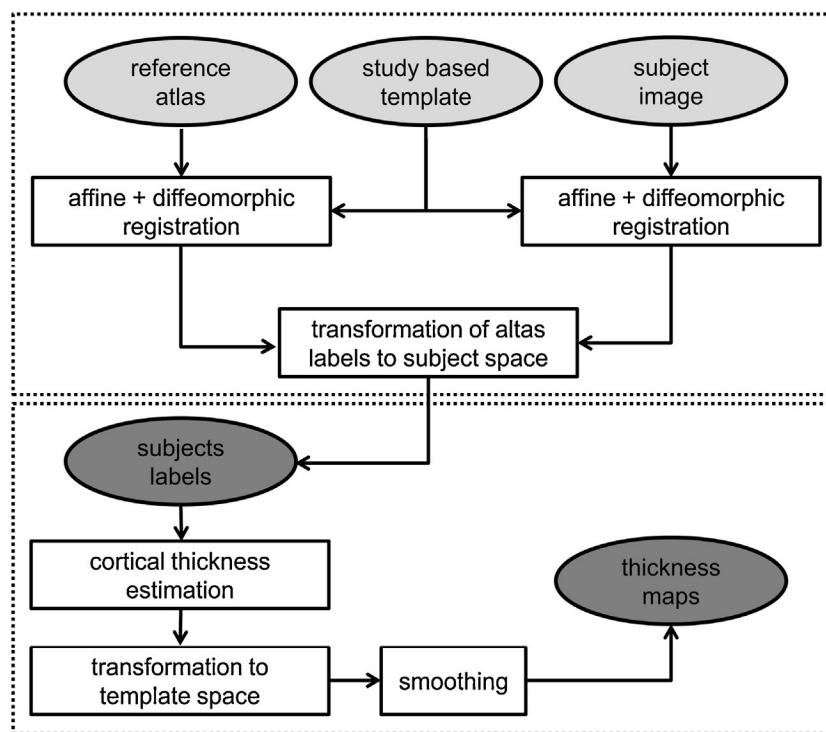 reference
atlas
study based
template
subject
image
affine + diffeomorphic
registration
affine + diffeomorphic
registration
transformation of altas
labels to subject space
subjects
labels
cortical thickness
estimation
thickness
maps
transformation to
template space
smoothing